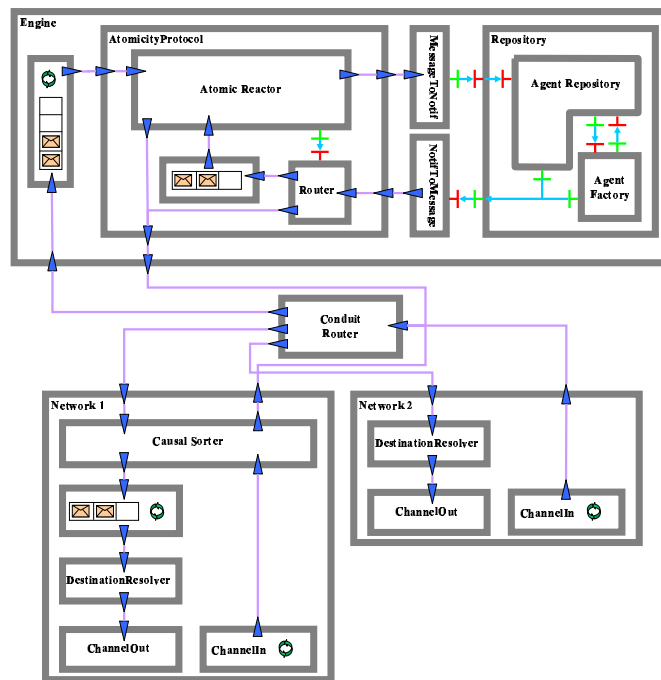 Engine
AtomicityProtocol
Atomic Reactor
Router
MessageToNotif
NotifToMessage
Repository
Agent Repository
Agent
Factory
Conduit
Router
Network 1
Causal Sorter
DestinationResolver
ChannelOut
ChannelIn
Network 2
DestinationResolver
ChannelOut
ChannelIn